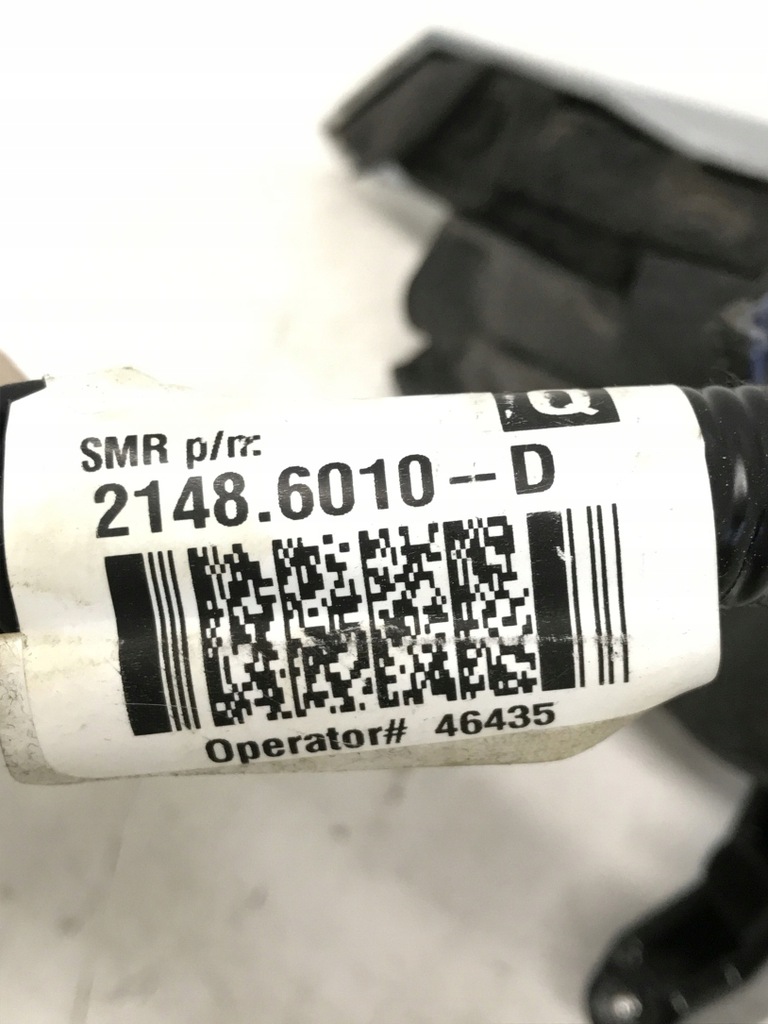 Q
SMR p/n:
2148.6010--D
Operator# 46435